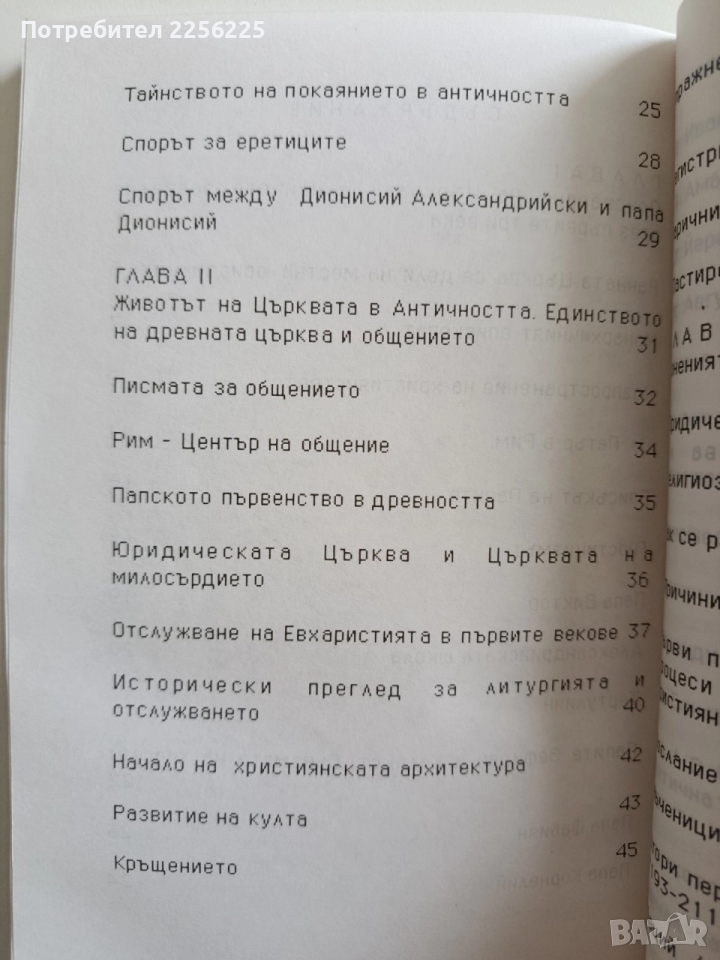 Потребител 2256225
Тайнството на покаянието в античността 25
Спорът за еретиците 28
Спорът между Дионисий Александрийски и папа
Дионисий 29
ГЛАВА II
Животът на Църквата в Античността. Единството
на древната църква и общението 31
Писмата за общението 32
Рим - Център на общение 34
Папското първенство в древността 35
Юридическата Църква и Църквата на
милосърдието 36
Отслужване на Евхаристията в първите векове 37
Исторически преглед за литургията и
отслужването 40
Начало на християнската архитектура 42
Развитие на култа 43
Кръщението 45
BAZAR